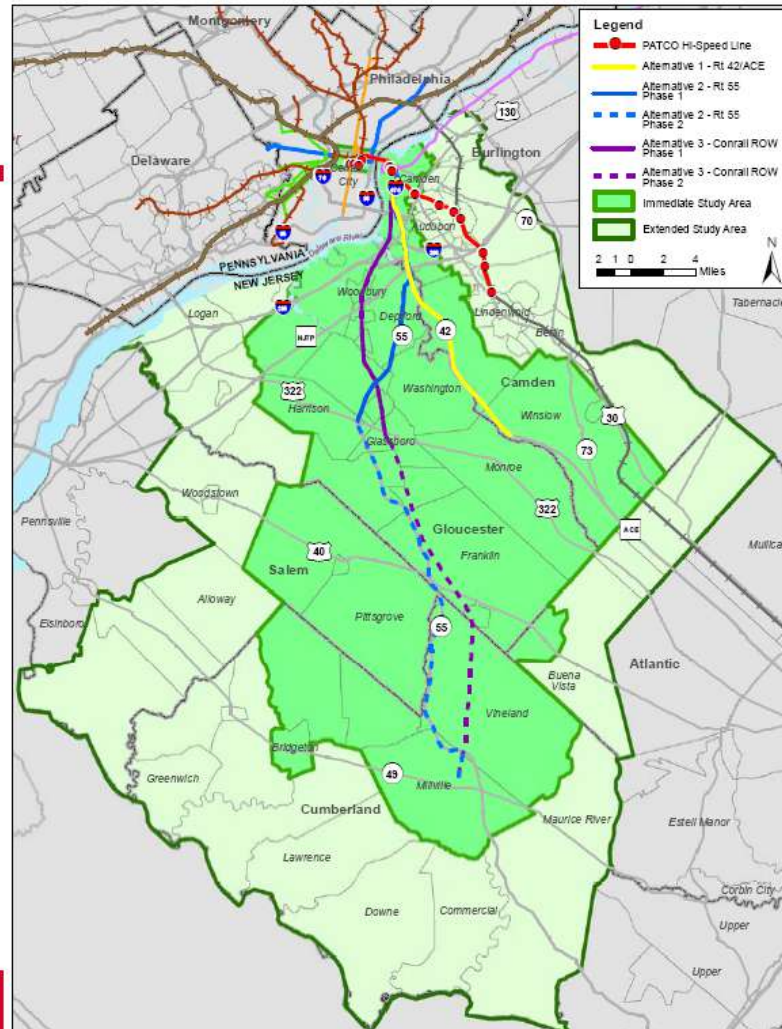 Montgomery
Philadelphia
130
Delaware
Burlington
City
Camden
70
Audubon
PENNSYLVANIA
Delaware River
NEW JERSEY
Woodbury
Logan
Lindenwold
Tabernacle
Deptford
Berlin
NJTP
55
42
322
Washington
Camden
Harrison
Winslow
30
Glassboro
73
Monroe
Woodstown
322
Pennsville
Gloucester
ACE
40
Franklin
Mullica
Salem
Alloway
Elsinboro
Pittsgrove
55
Atlantic
Buena
Vista
Vineland
Bridgeton
Greenwich
49
Millville
Cumberland
Maurice River
Estell Manor
Lawrence
Corbin City
Downe
Commercial
Upper
Upper
Legend
PATCO Hi-Speed Line
Alternative 1 - Rt 42/ACE
Alternative 2 - Rt 55
Phase 1
Alternative 2 - Rt 55
Phase 2
Alternative 3 - Conrail ROW
Phase 1
Alternative 3 - Conrail ROW
Phase 2
Immediate Study Area
Extended Study Area
N
2 1 0 2 4
Miles